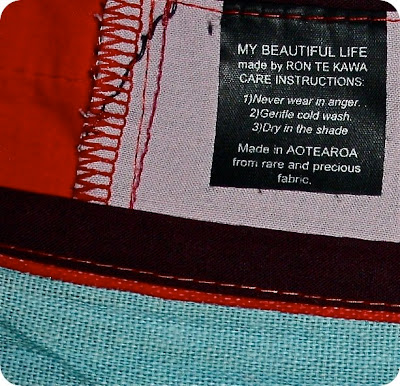 MY BEAUTIFUL LIFE
made by RON TE KAWA
CARE INSTRUCTIONS:
1)Never wear in anger.
2)Gentle cold wash.
3)Dry in the shade
Made in AOTEAROA
from rare and precious
fabric.